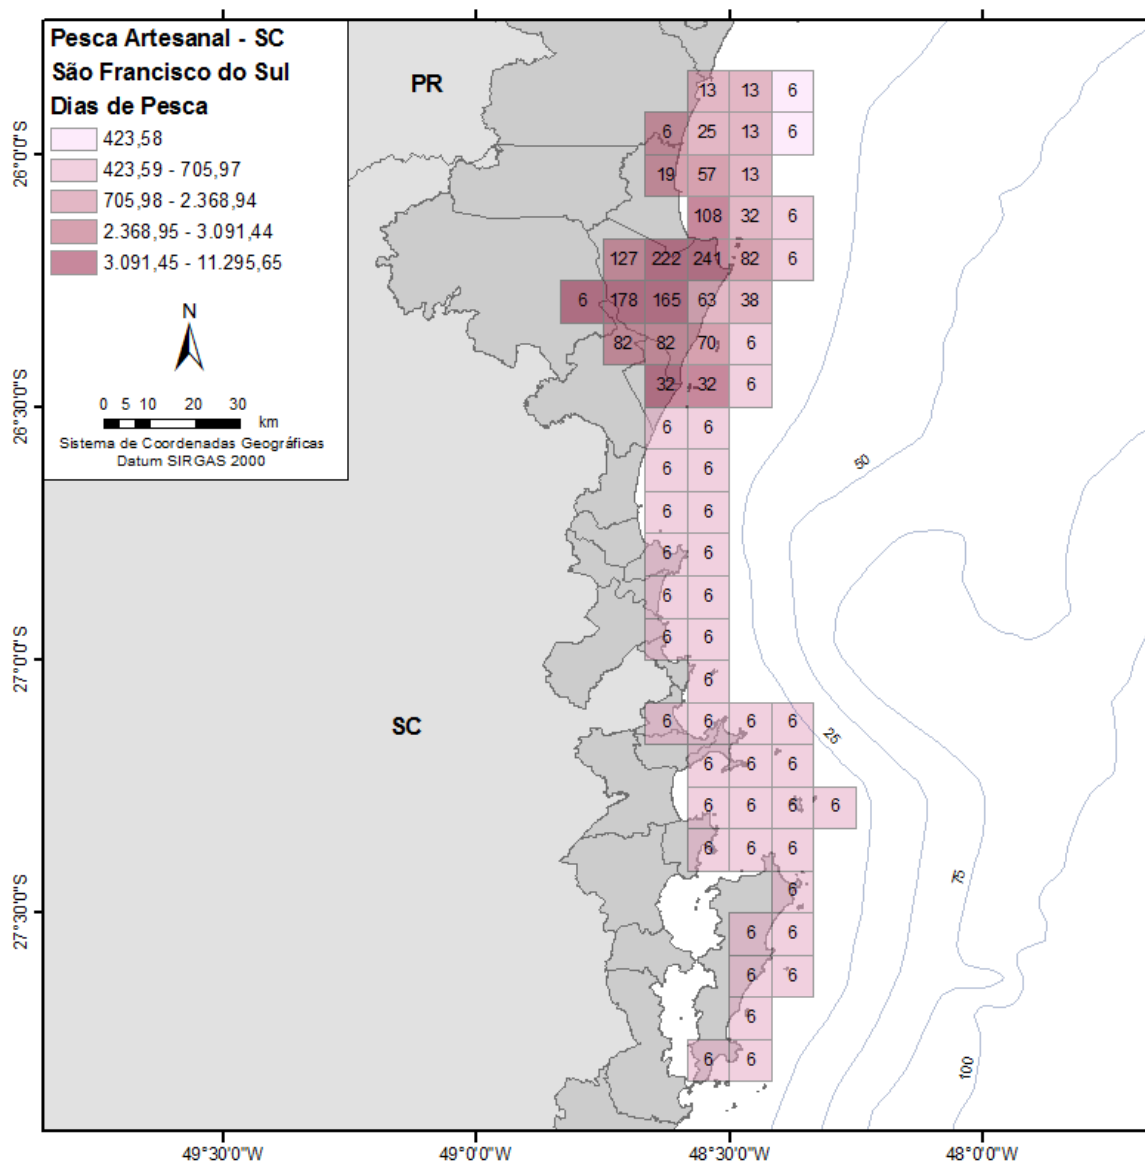 Pesca Artesanal - SC
São Francisco do Sul
Dias de Pesca
423,58
423,59 - 705,97
705,98 - 2.368,94
2.368,95 - 3.091,44
3.091,45 - 11.295,65
N
0 5 10 20 30
km
Sistema de Coordenadas Geográficas
Datum SIRGAS 2000
PR
SC
13 13 6
6 25 13 6
19 57 13
108 32 6
127 222 241 82 6
6 178 165 63 38
82 82 70 6
32 32 6
6 6
6 6
6 6
6 6
6 6
6 6
6
6 6 6 6
6 6 6
6 6 6 6
6 6 6
6
6 6
6 6
6
6 6
50
25
75
100
26°0'0"S
26°30'0"S
27°0'0"S
27°30'0"S
49°30'0"W 49°0'0"W 48°30'0"W 48°0'0"W